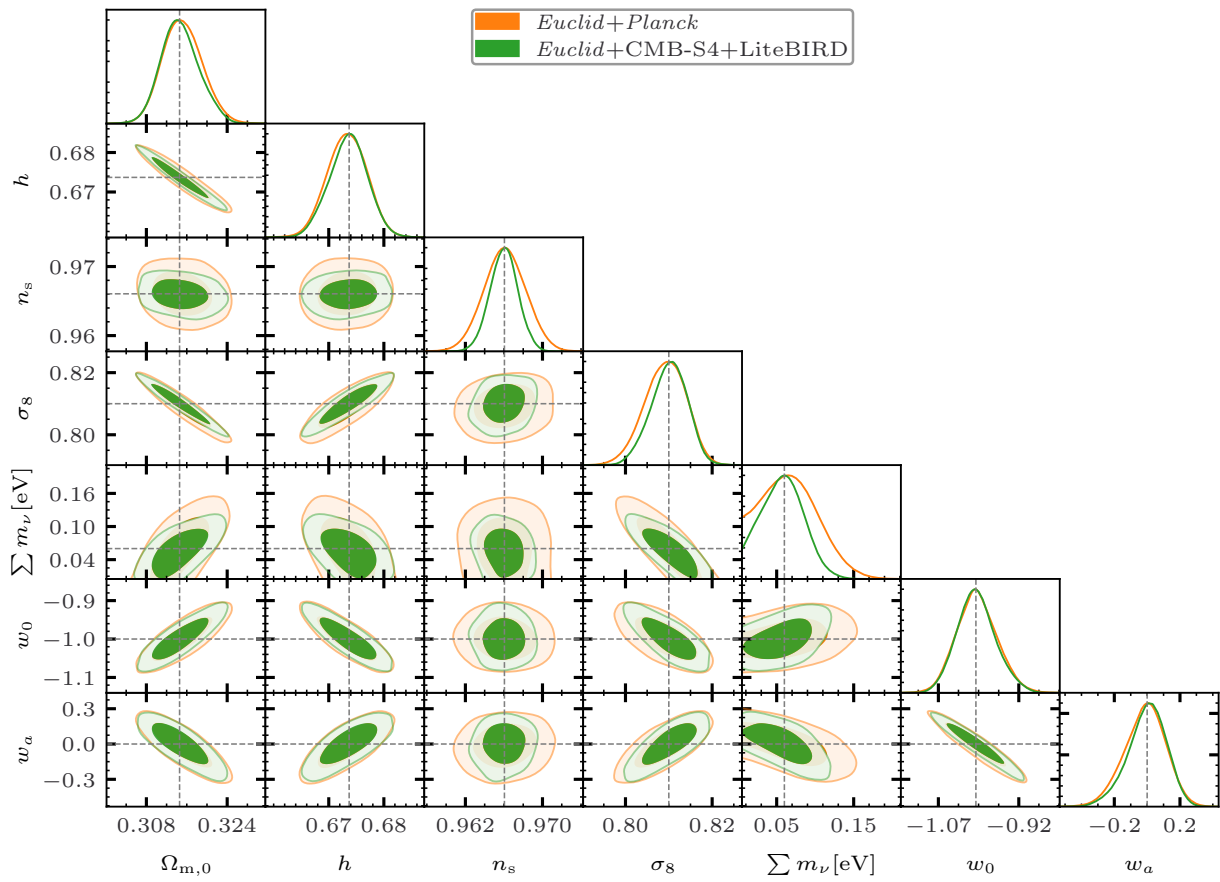 Euclid+Planck
Euclid+CMB-S4+LiteBIRD
h
0.68
0.67
n_s
0.97
0.96
σ_8
0.82
0.80
∑ m_ν [eV]
0.16
0.10
0.04
w_0
−0.9
−1.0
−1.1
w_a
0.3
0.0
−0.3
0.308 0.324 0.67 0.68 0.962 0.970 0.80 0.82 0.05 0.15 −1.07 −0.92 −0.2 0.2
Ω_{m,0} h n_s σ_8 ∑ m_ν [eV] w_0 w_a